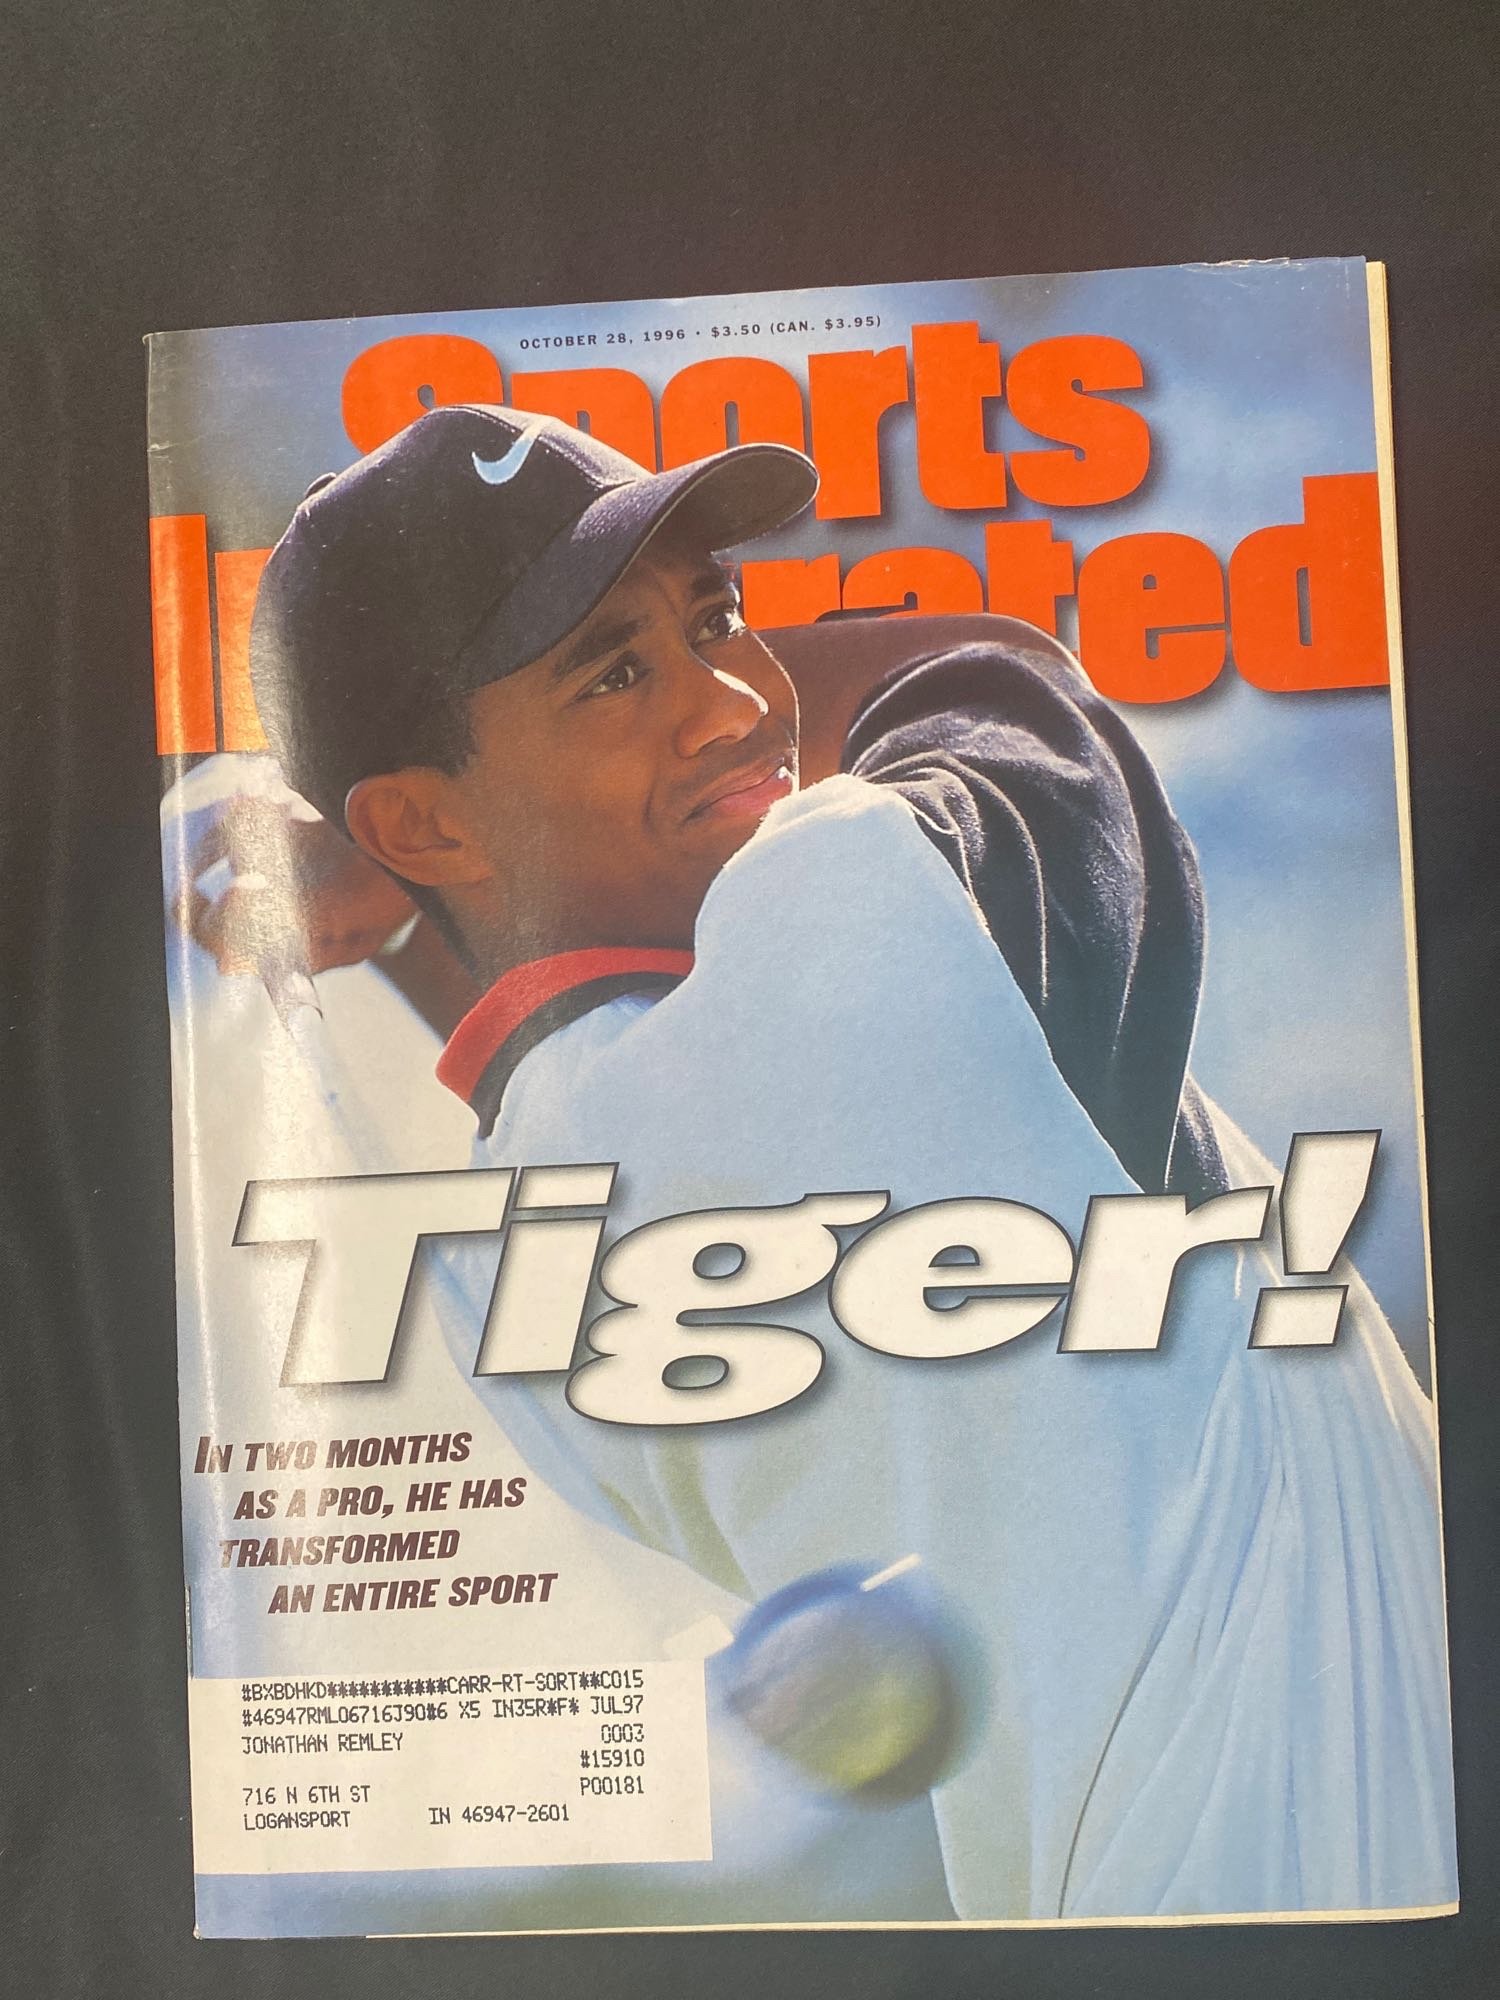 OCTOBER 28, 1996 • $3.50 (CAN. $3.95)
Sports
Illustrated
Tiger!
IN TWO MONTHS
AS A PRO, HE HAS
TRANSFORMED
AN ENTIRE SPORT
#BXBDHKD***********CARR-RT-SORT**C015
#46947RML06716J90#6 X5 IN35R*F* JUL97
JONATHAN REMLEY 0003
#15910
716 N 6TH ST P00181
LOGANSPORT IN 46947-2601